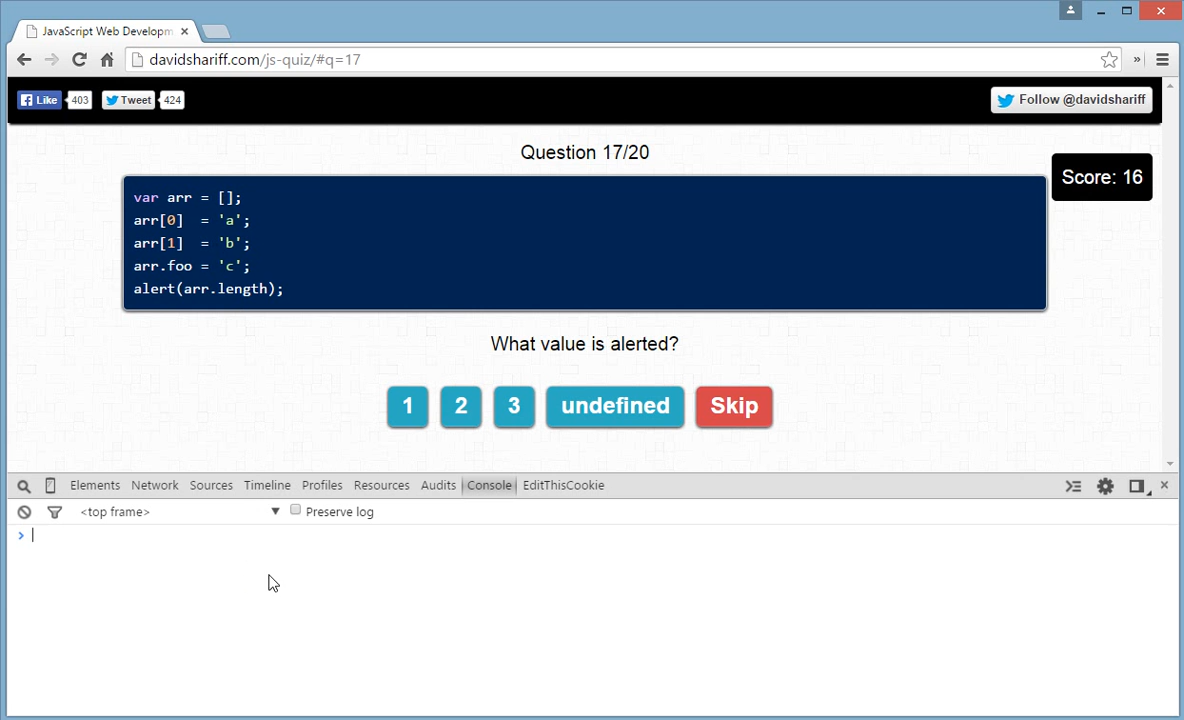 JavaScript Web Developm
davidshariff.com/js-quiz/#q=17
Like 403 Tweet 424 Follow @davidshariff
Question 17/20
Score: 16
var arr = [];
arr[0]  = 'a';
arr[1]  = 'b';
arr.foo = 'c';
alert(arr.length);
What value is alerted?
1 2 3 undefined Skip
Elements Network Sources Timeline Profiles Resources Audits Console EditThisCookie
<top frame> Preserve log